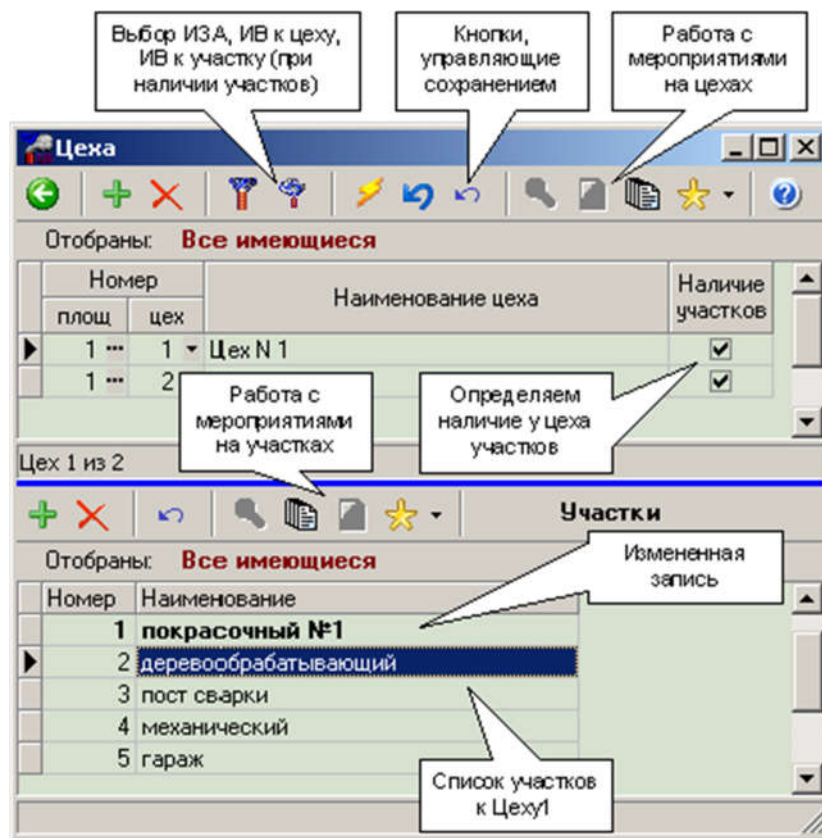 Выбор ИЗА, ИВ к цеху,
ИВ к участку (при
наличии участков)
Кнопки,
управляющие
сохранением
Работа с
мероприятиями
на цехах
Цеха
Отобраны: Все имеющиеся
Номер
Наименование цеха
Наличие
участков
площ цех
1 ... 1 Цех N 1
1 ... 2
Работа с
мероприятиями
на участках
Определяем
наличие у цеха
участков
Цех 1 из 2
Участки
Отобраны: Все имеющиеся
Измененная
запись
Номер Наименование
1 покрасочный №1
2 деревообрабатывающий
3 пост сварки
4 механический
5 гараж
Список участков
к Цеху1